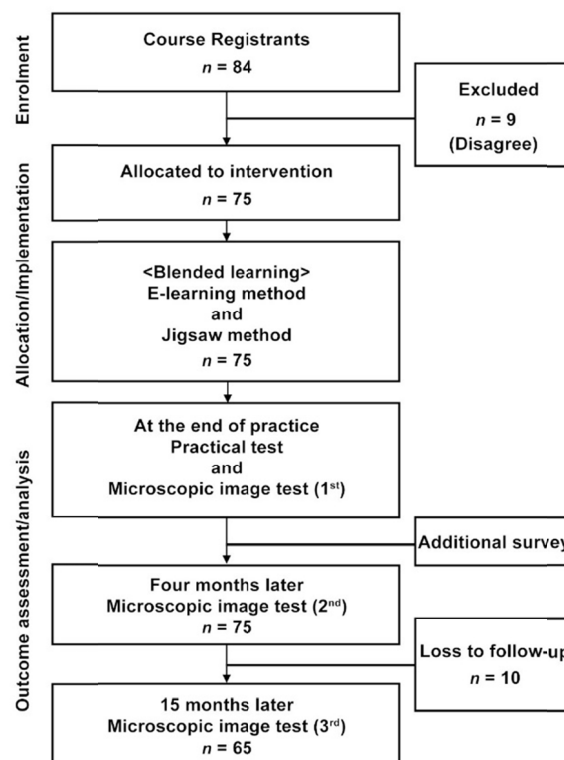 Enrolment
Course Registrants
n = 84
Excluded
n = 9
(Disagree)
Allocation/Implementation
Allocated to intervention
n = 75
<Blended learning>
E-learning method
and
Jigsaw method
n = 75
Outcome assessment/analysis
At the end of practice
Practical test
and
Microscopic image test (1st)
Additional survey
Four months later
Microscopic image test (2nd)
n = 75
Loss to follow-up
n = 10
15 months later
Microscopic image test (3rd)
n = 65